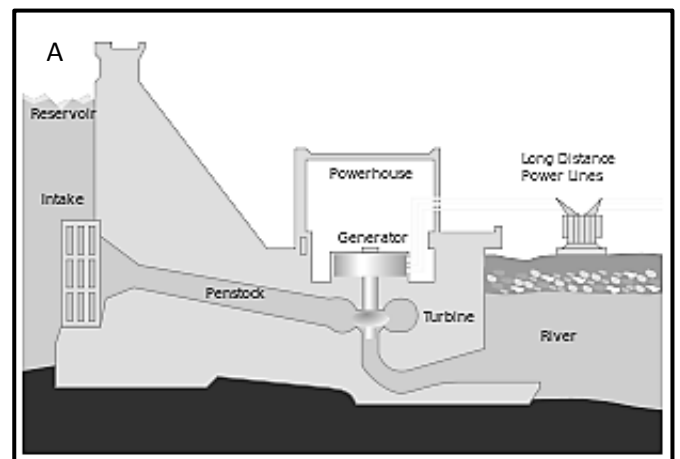 A
Reservoir
Intake
Powerhouse
Long Distance
Power Lines
Generator
Penstock
Turbine
River